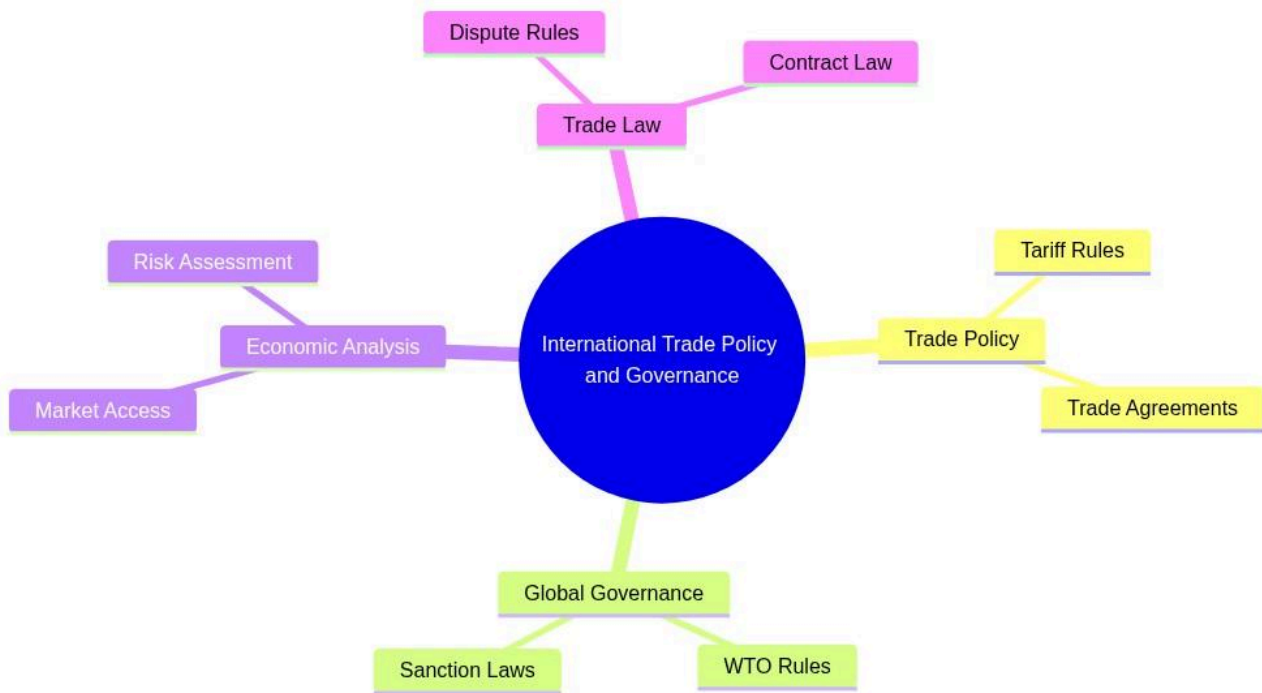 Dispute Rules
Contract Law
Trade Law
Tariff Rules
Risk Assessment
Trade Policy
Economic Analysis
International Trade Policy
and Governance
Market Access
Trade Agreements
Global Governance
Sanction Laws
WTO Rules